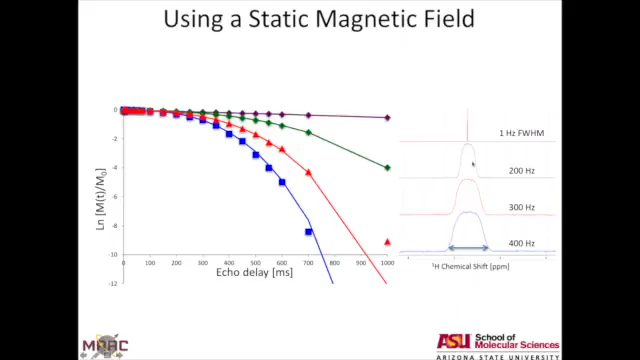 Using a Static Magnetic Field
0
-2
-4
-6
-8
-10
-12
Ln [M(t)/M0)
0 100 200 300 400 500 600 700 800 900 1000
Echo delay [ms]
1 Hz FWHM
200 Hz
300 Hz
400 Hz
¹H Chemical Shift [ppm]
MRRC
ASU School of
Molecular Sciences
ARIZONA STATE UNIVERSITY